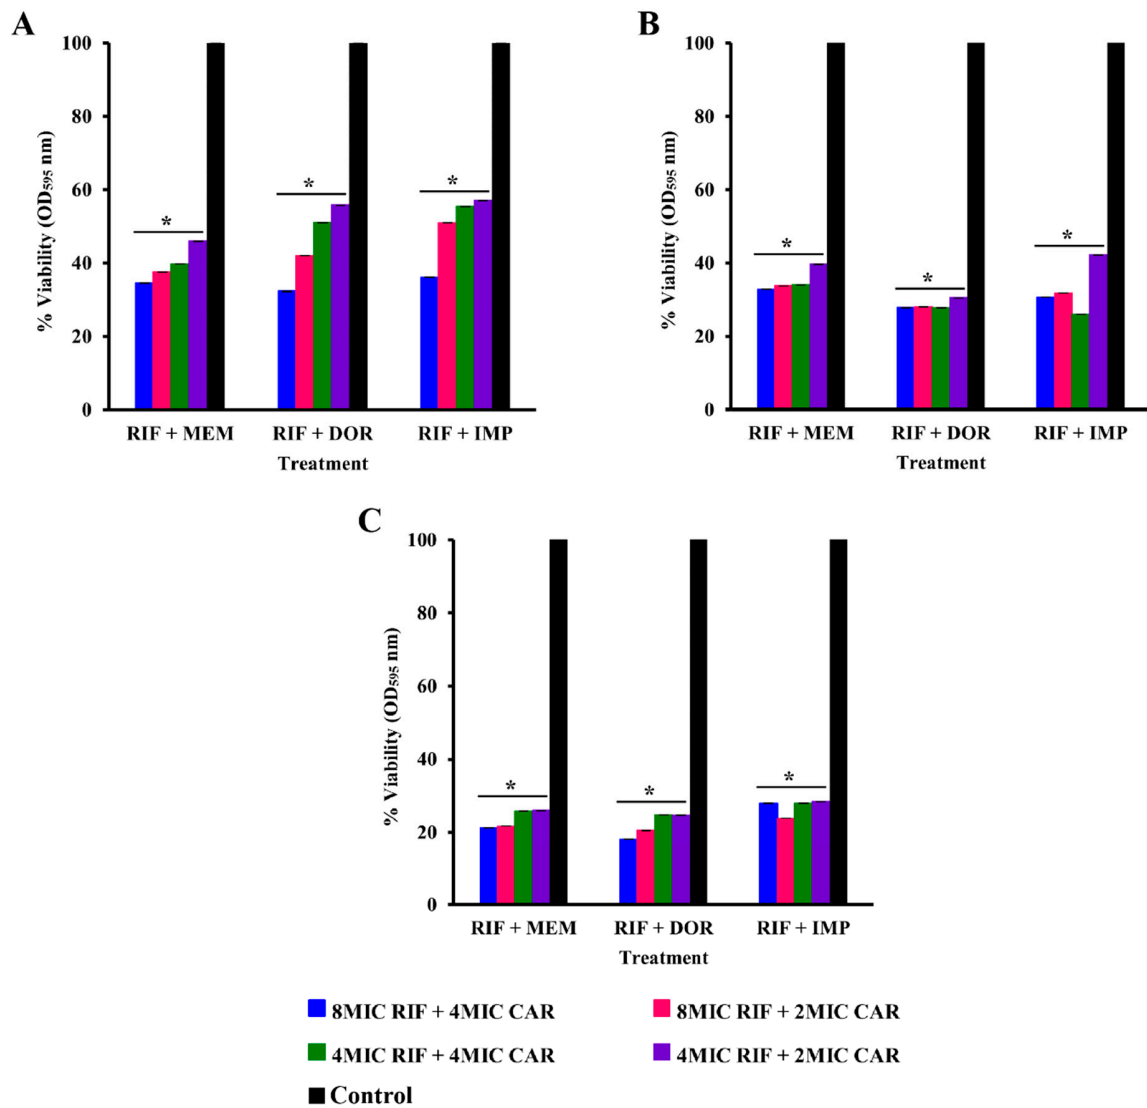 A
100
80
60
40
20
0
% Viability (OD595 nm)
*
*
*
RIF + MEM
RIF + DOR
RIF + IMP
Treatment
B
100
80
60
40
20
0
% Viability (OD595 nm)
*
*
*
RIF + MEM
RIF + DOR
RIF + IMP
Treatment
C
100
80
60
40
20
0
% Viability (OD595 nm)
*
*
*
RIF + MEM
RIF + DOR
RIF + IMP
Treatment
8MIC RIF + 4MIC CAR
8MIC RIF + 2MIC CAR
4MIC RIF + 4MIC CAR
4MIC RIF + 2MIC CAR
Control